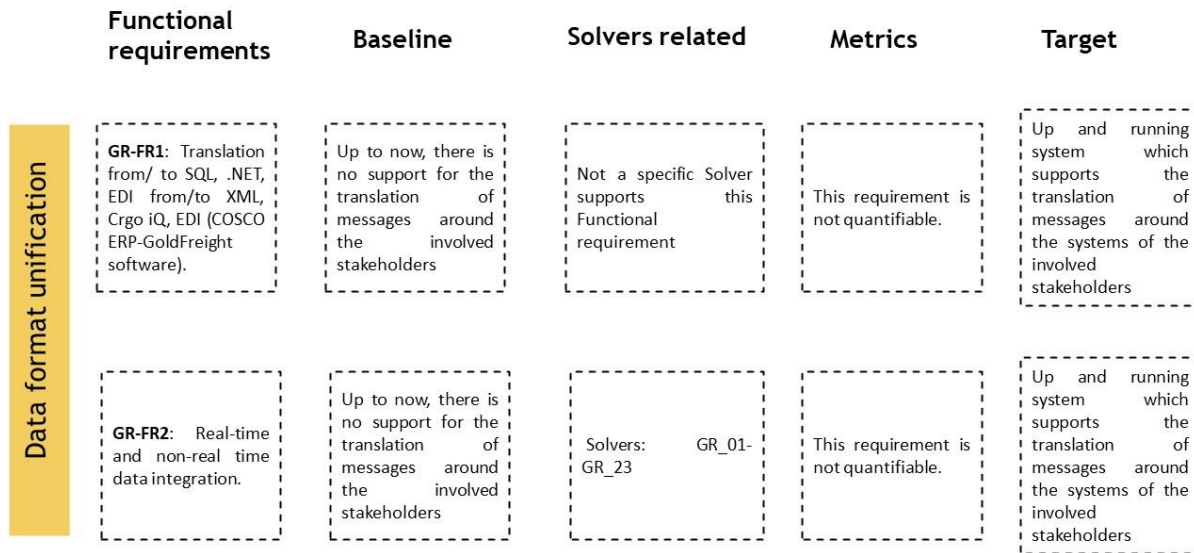 Functional
requirements
Baseline
Solvers related
Metrics
Target
Data format unification
GR-FR1: Translation
from/ to SQL, .NET,
EDI from/to XML,
Crgo iQ, EDI (COSCO
ERP-GoldFreight
software).
Up to now, there is
no support for the
translation of
messages around
the involved
stakeholders
Not a specific Solver
supports this
Functional
requirement
This requirement is
not quantifiable.
Up and running
system which
supports the
translation of
messages around
the systems of the
involved
stakeholders
GR-FR2: Real-time
and non-real time
data integration.
Up to now, there is
no support for the
translation of
messages around
the involved
stakeholders
Solvers: GR_01-
GR_23
This requirement is
not quantifiable.
Up and running
system which
supports the
translation of
messages around
the systems of the
involved
stakeholders